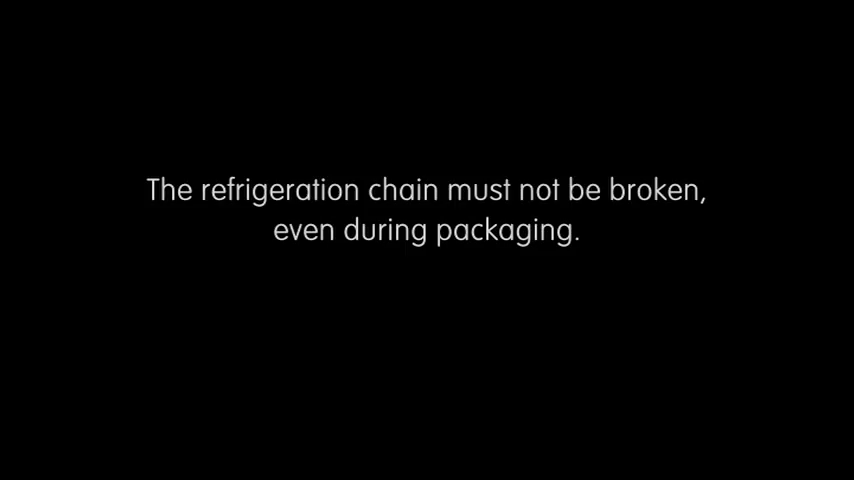 The refrigeration chain must not be broken,
even during packaging.